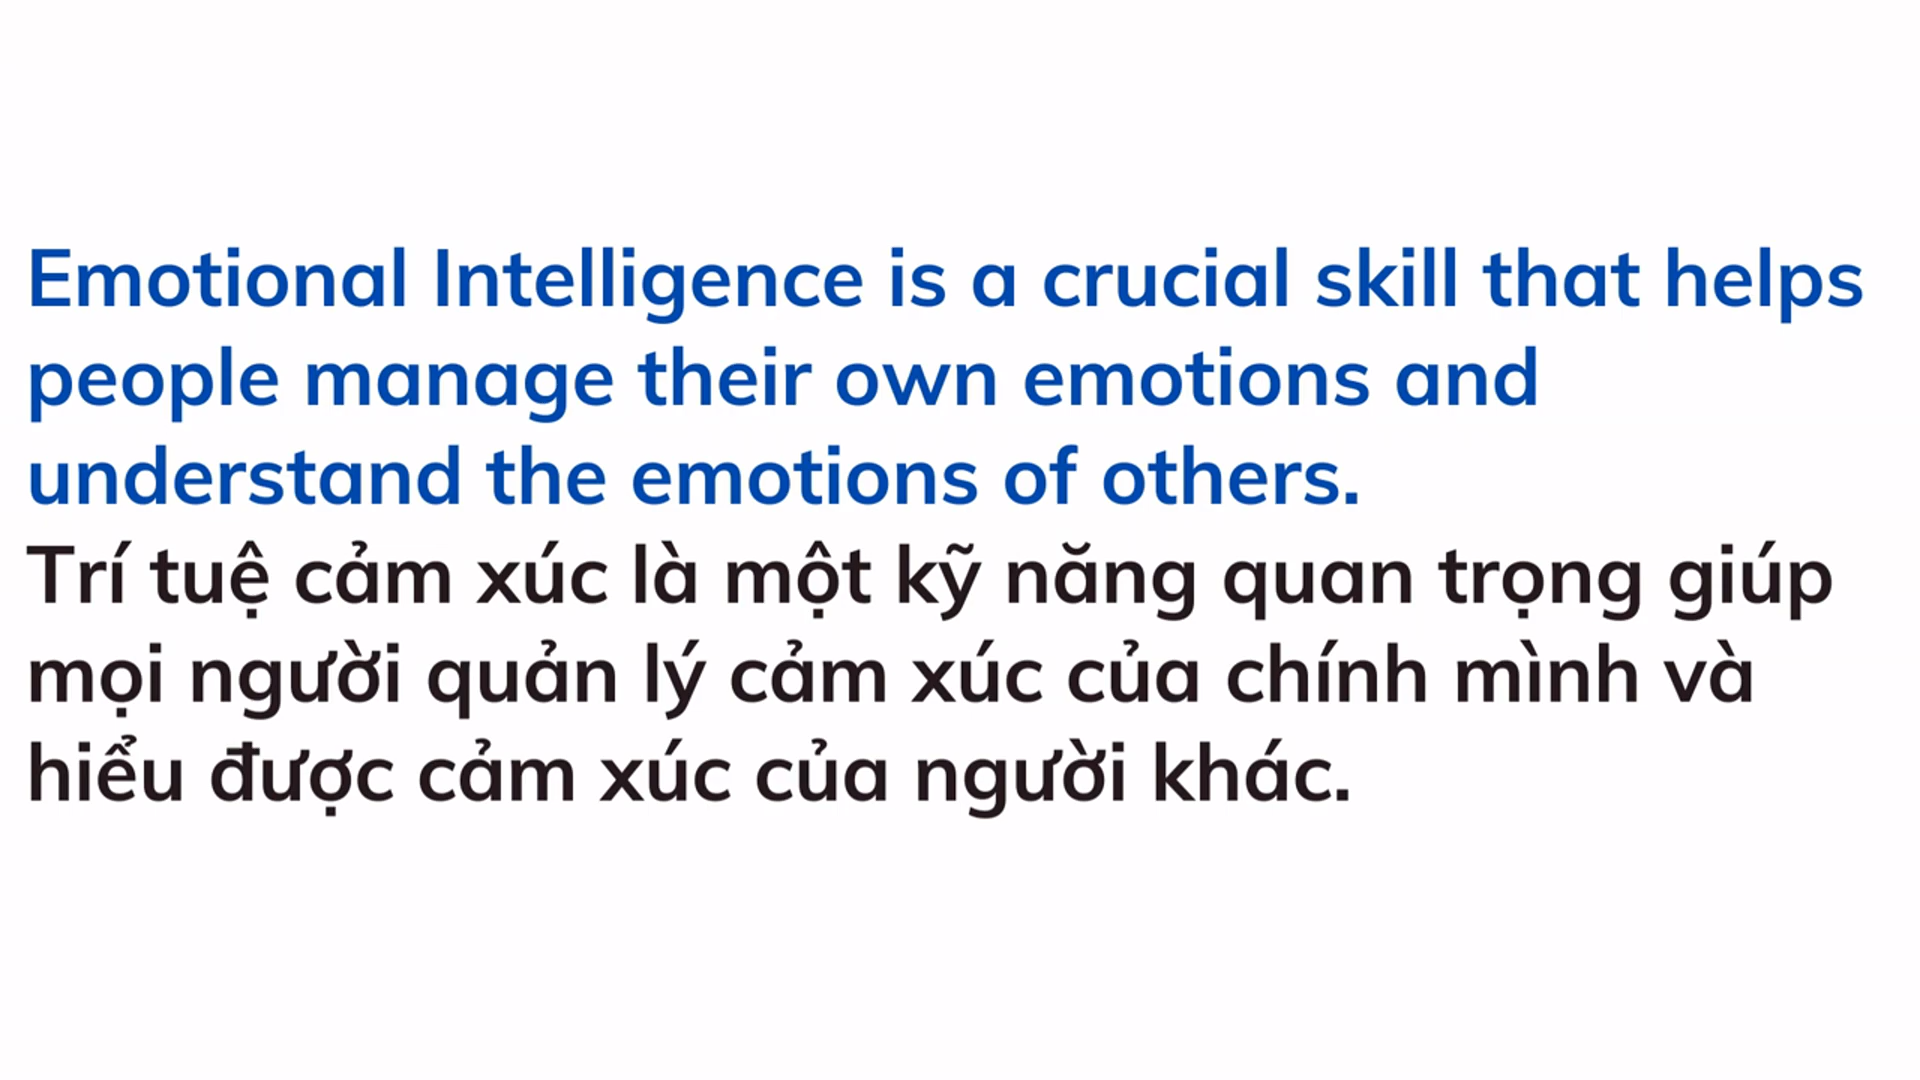 Emotional Intelligence is a crucial skill that helps
people manage their own emotions and
understand the emotions of others.
Trí tuệ cảm xúc là một kỹ năng quan trọng giúp
mọi người quản lý cảm xúc của chính mình và
hiểu được cảm xúc của người khác.